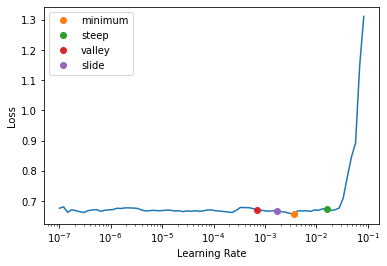 minimum
steep
valley
slide
Loss
1.3
1.2
1.1
1.0
0.9
0.8
0.7
10⁻⁷ 10⁻⁶ 10⁻⁵ 10⁻⁴ 10⁻³ 10⁻² 10⁻¹
Learning Rate